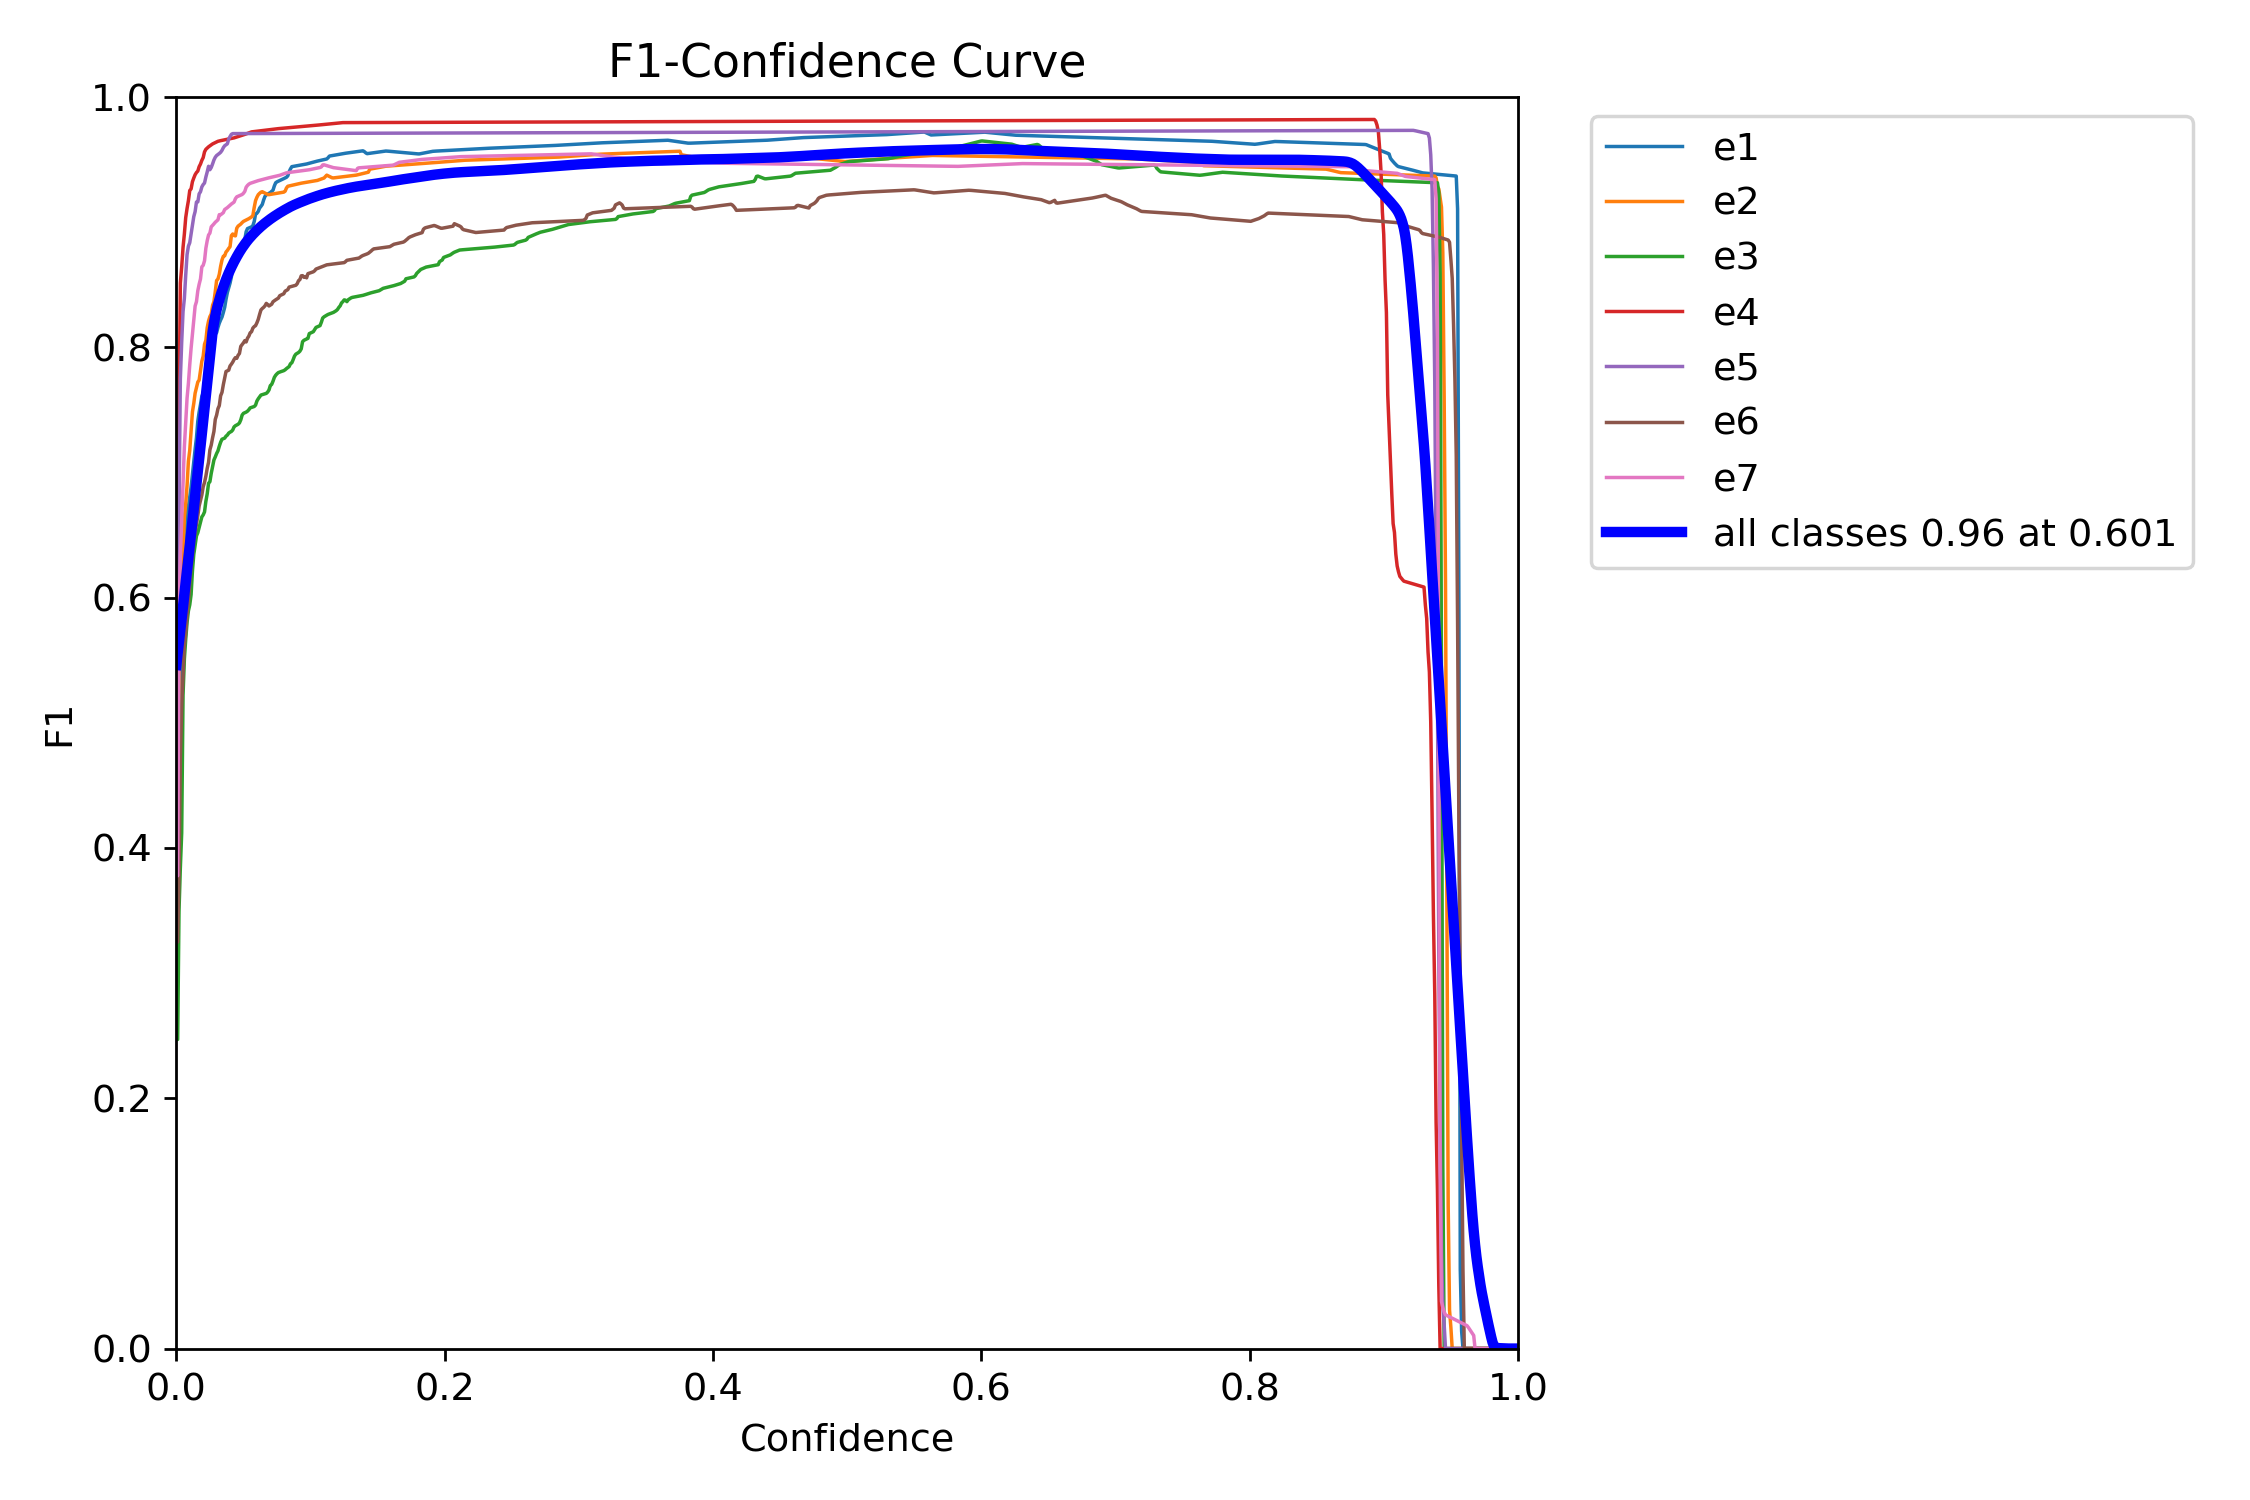 F1-Confidence Curve
1.0
0.8
0.6
0.4
0.2
0.0
F1
0.0 0.2 0.4 0.6 0.8 1.0
Confidence
e1
e2
e3
e4
e5
e6
e7
all classes 0.96 at 0.601